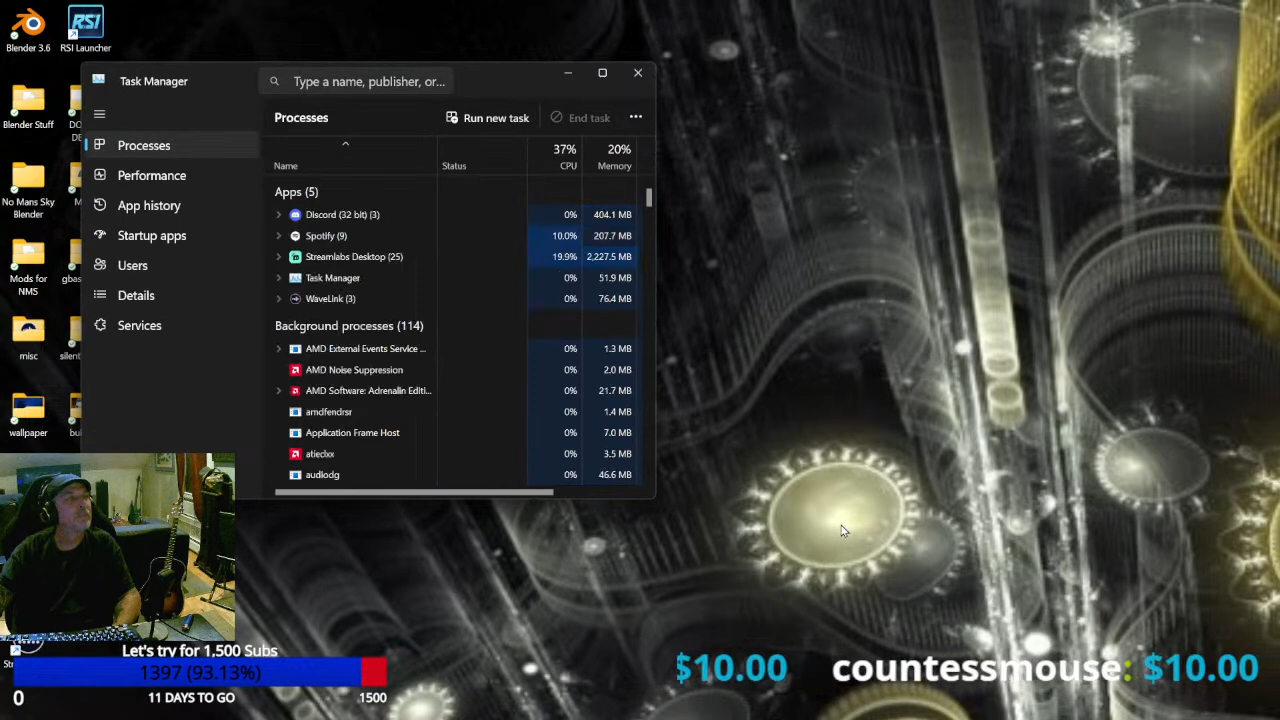 Blender 3.6
RSI
RSI Launcher
Blender Stuff
No Mans Sky
Blender
Mods for
NMS
misc
wallpaper
Task Manager
Type a name, publisher, or...
Processes
Performance
App history
Startup apps
Users
Details
Services
Processes
Run new task
End task
Name
Status
37%
CPU
20%
Memory
Apps (5)
Discord (32 bit) (3) 0% 404.1 MB
Spotify (9) 10.0% 207.7 MB
Streamlabs Desktop (25) 19.9% 2,227.5 MB
Task Manager 0% 51.9 MB
WaveLink (3) 0% 76.4 MB
Background processes (114)
AMD External Events Service ... 0% 1.3 MB
AMD Noise Suppression 0% 2.0 MB
AMD Software: Adrenalin Editi... 0% 21.7 MB
amdfendrsr 0% 1.4 MB
Application Frame Host 0% 7.0 MB
atieclxx 0% 3.5 MB
audiodg 0% 46.6 MB
Let's try for 1,500 Subs
1397 (93.13%)
0 11 DAYS TO GO 1500
$10.00 countessmouse: $10.00